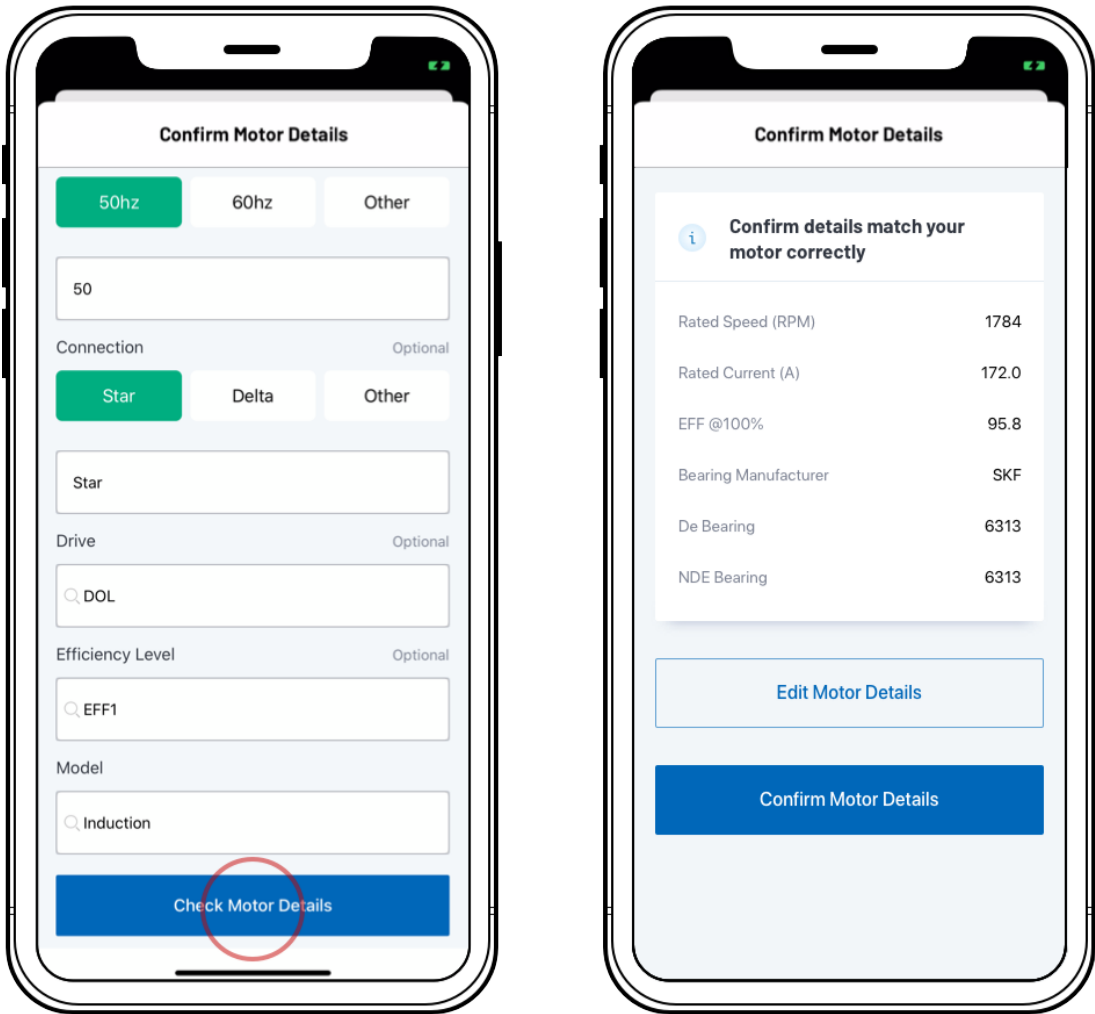 Confirm Motor Details
50hz 60hz Other
50
Connection Optional
Star Delta Other
Star
Drive Optional
DOL
Efficiency Level Optional
EFF1
Model
Induction
Check Motor Details
Confirm Motor Details
i
Confirm details match your
motor correctly
Rated Speed (RPM) 1784
Rated Current (A) 172.0
EFF @100% 95.8
Bearing Manufacturer SKF
De Bearing 6313
NDE Bearing 6313
Edit Motor Details
Confirm Motor Details